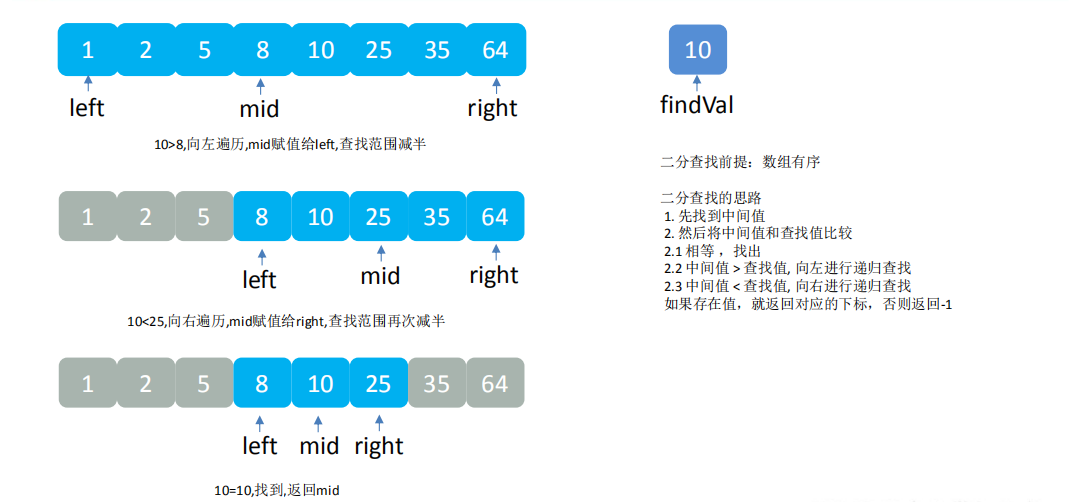 1 2 5 8 10 25 35 64
left mid right
10>8,向左遍历,mid赋值给left,查找范围减半
1 2 5 8 10 25 35 64
left mid right
10<25,向右遍历,mid赋值给right,查找范围再次减半
1 2 5 8 10 25 35 64
left mid right
10=10,找到,返回mid
10
findVal
二分查找前提：数组有序
二分查找的思路
1. 先找到中间值
2. 然后将中间值和查找值比较
2.1 相等，找出
2.2 中间值 > 查找值, 向左进行递归查找
2.3 中间值 < 查找值, 向右进行递归查找
如果存在值，就返回对应的下标，否则返回-1